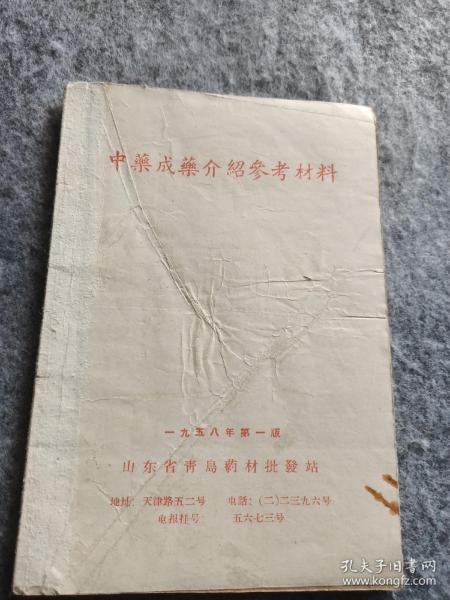 中藥成藥介紹參考材料
一九五八年第一版
山东省青島葯材批發站
地址：天津路五二号　电話：（二）二三九六号
电报挂号　五六七三号
孔夫子旧书网
www.kongfz.com